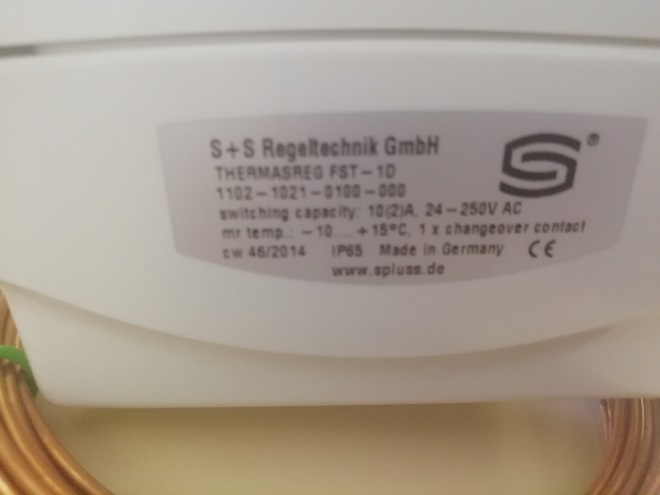 S+S Regeltechnik GmbH
THERMASREG FST-1D
1102-1021-0100-000
switching capacity: 10(2)A, 24-250V AC
mr temp.: -10.... +15°C, 1 x changeover contact
cw 46/2014 IP65 Made in Germany CE
www.spluss.de
S ®